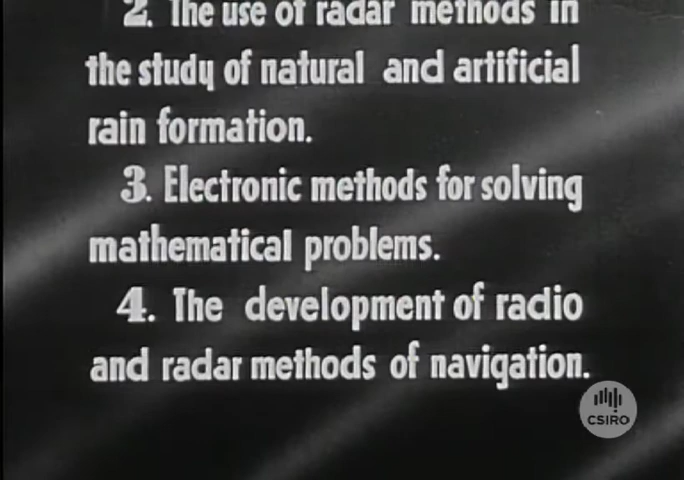 2. The use of radar methods in
the study of natural and artificial
rain formation.
3. Electronic methods for solving
mathematical problems.
4. The development of radio
and radar methods of navigation.
CSIRO